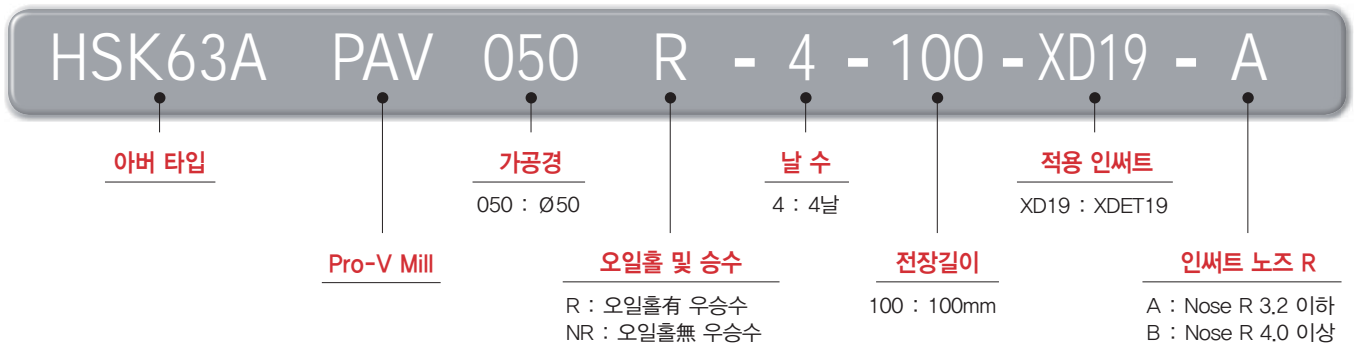 HSK63A PAV 050 R - 4 - 100 - XD19 - A
아버 타입
가공경
050 : Ø50
날 수
4 : 4날
적용 인써트
XD19 : XDET19
Pro-V Mill
오일홀 및 승수
R : 오일홀有 우승수
NR : 오일홀無 우승수
전장길이
100 : 100mm
인써트 노즈 R
A : Nose R 3.2 이하
B : Nose R 4.0 이상